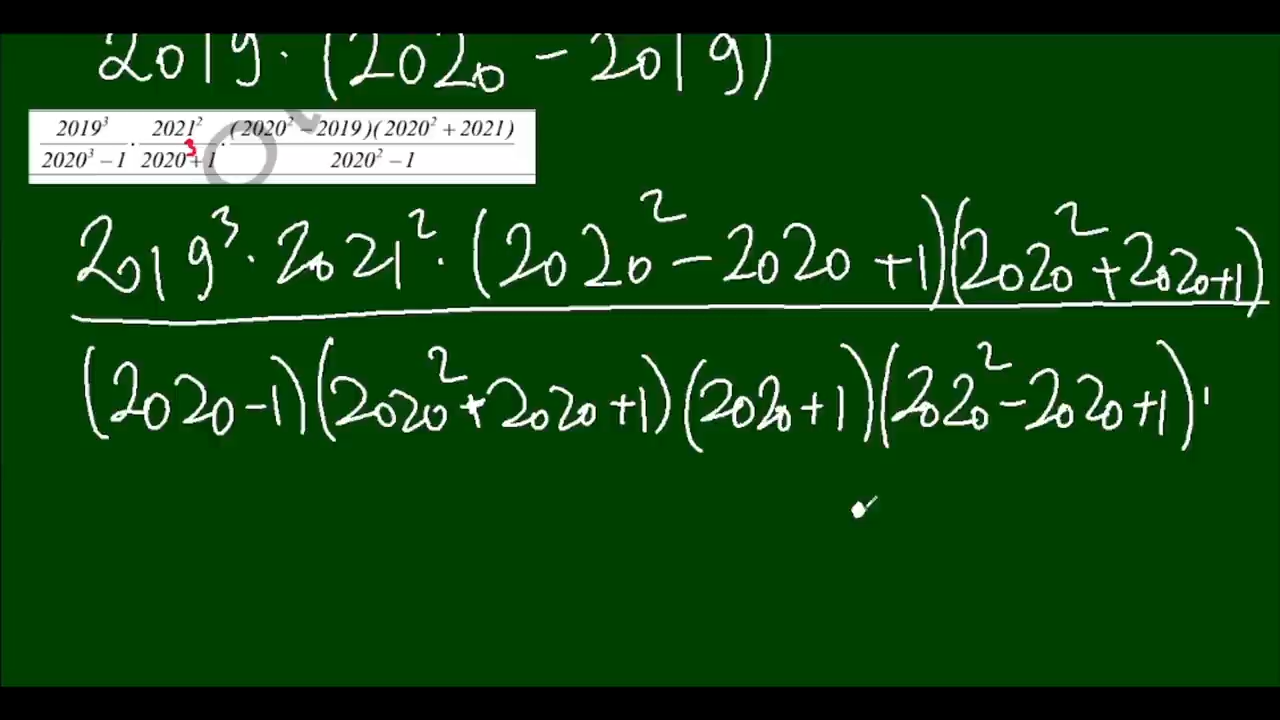 2019 · (2020 - 2019)
2019³/2020³ - 1 · 2021²/2020³ + 1 · (2020² - 2019)(2020² + 2021)/2020² - 1
2019³ · 2021² · (2020² - 2020 + 1)(2020² + 2020 + 1)
(2020 - 1)(2020² + 2020 + 1)(2020 + 1)(2020² - 2020 + 1) ·